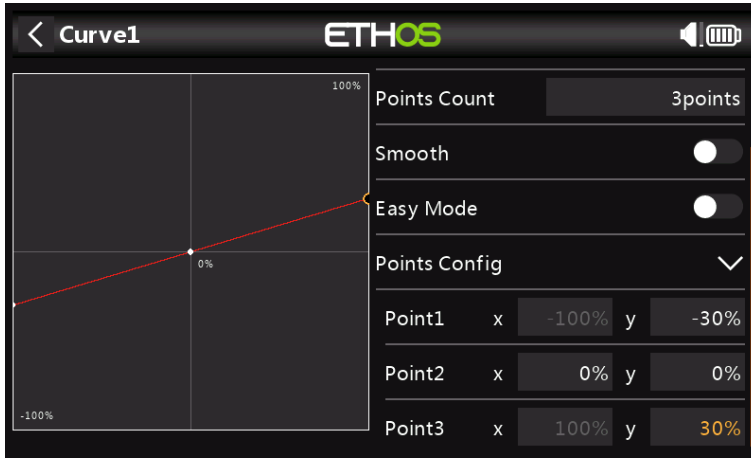 Curve1 ETHOS
100%
0%
-100%
Points Count 3points
Smooth
Easy Mode
Points Config
Point1 x -100% y -30%
Point2 x 0% y 0%
Point3 x 100% y 30%